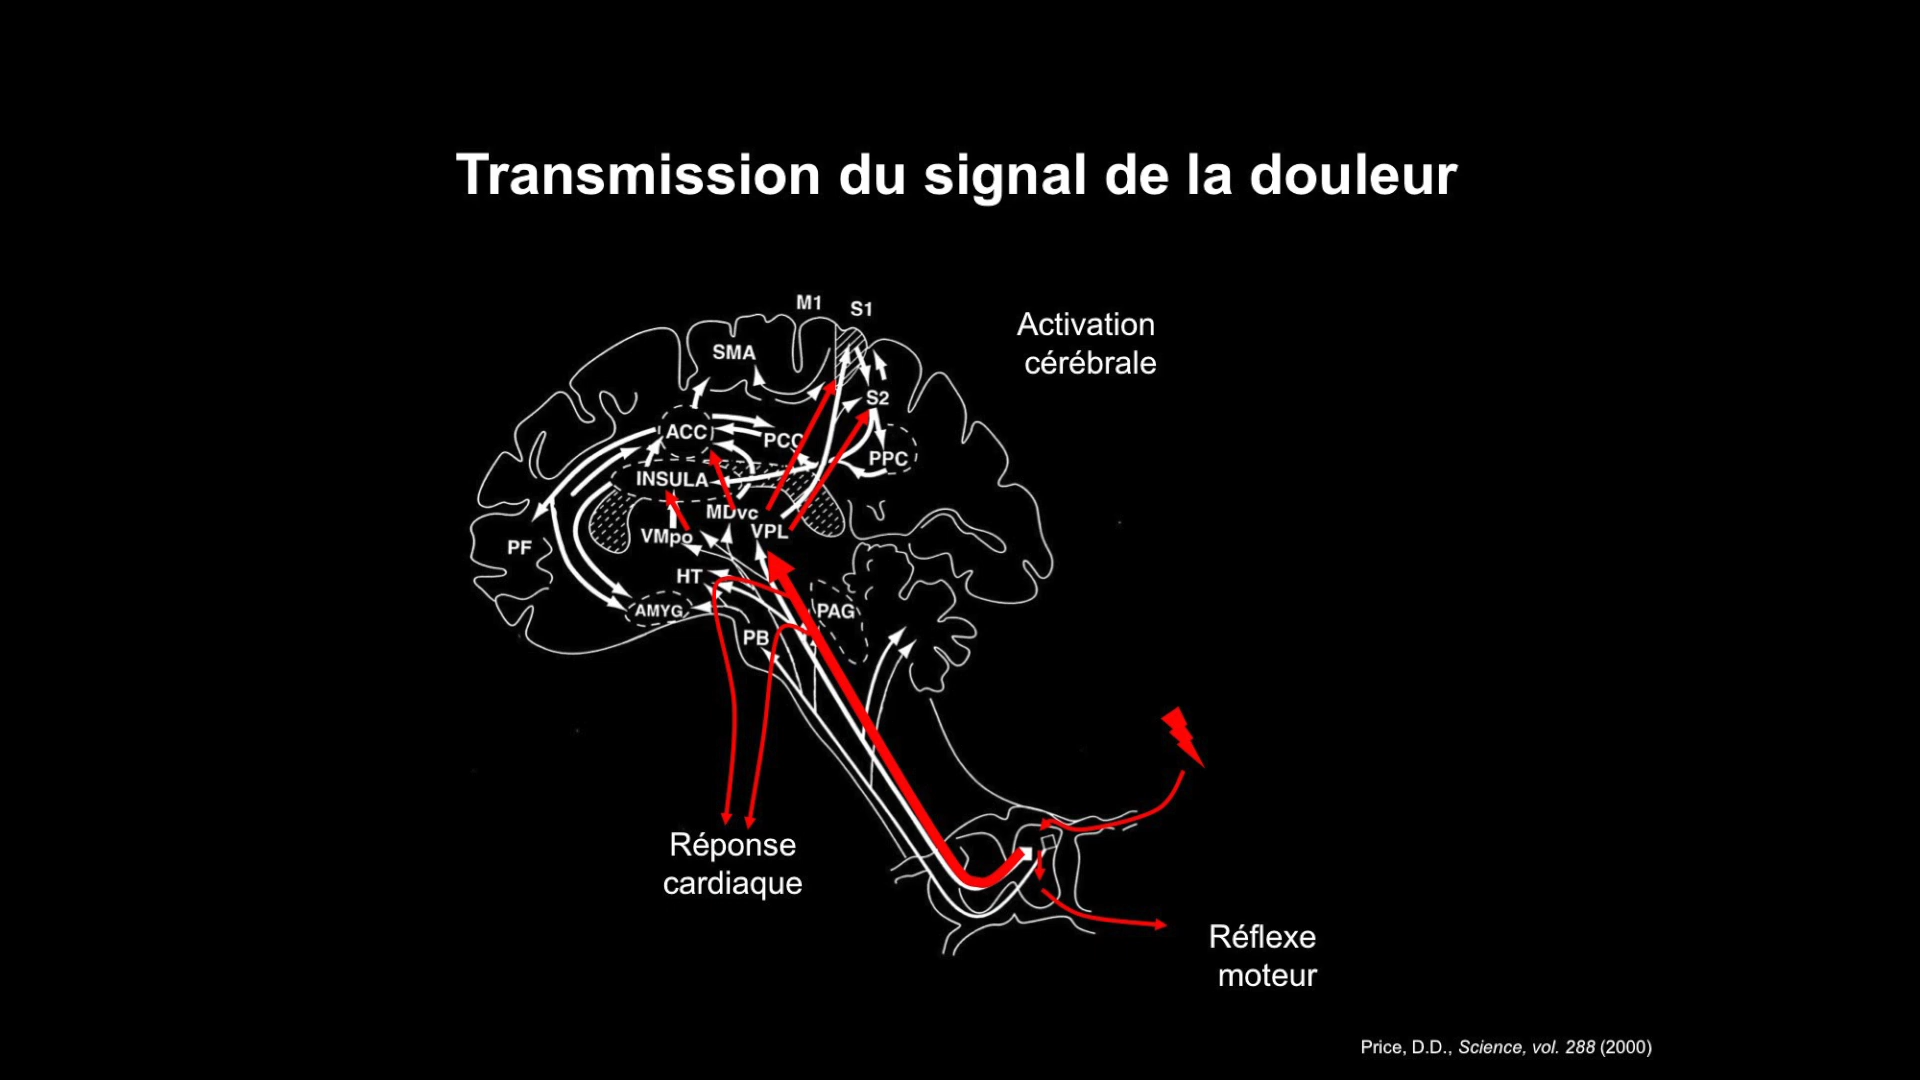 Transmission du signal de la douleur
M1 S1
Activation
cérébrale
SMA
S2
ACC
PCC
PPC
INSULA
MDvc
VPL
VMpo
PF
HT
AMYG
PAG
PB
Réponse
cardiaque
Réflexe
moteur
Price, D.D., Science, vol. 288 (2000)